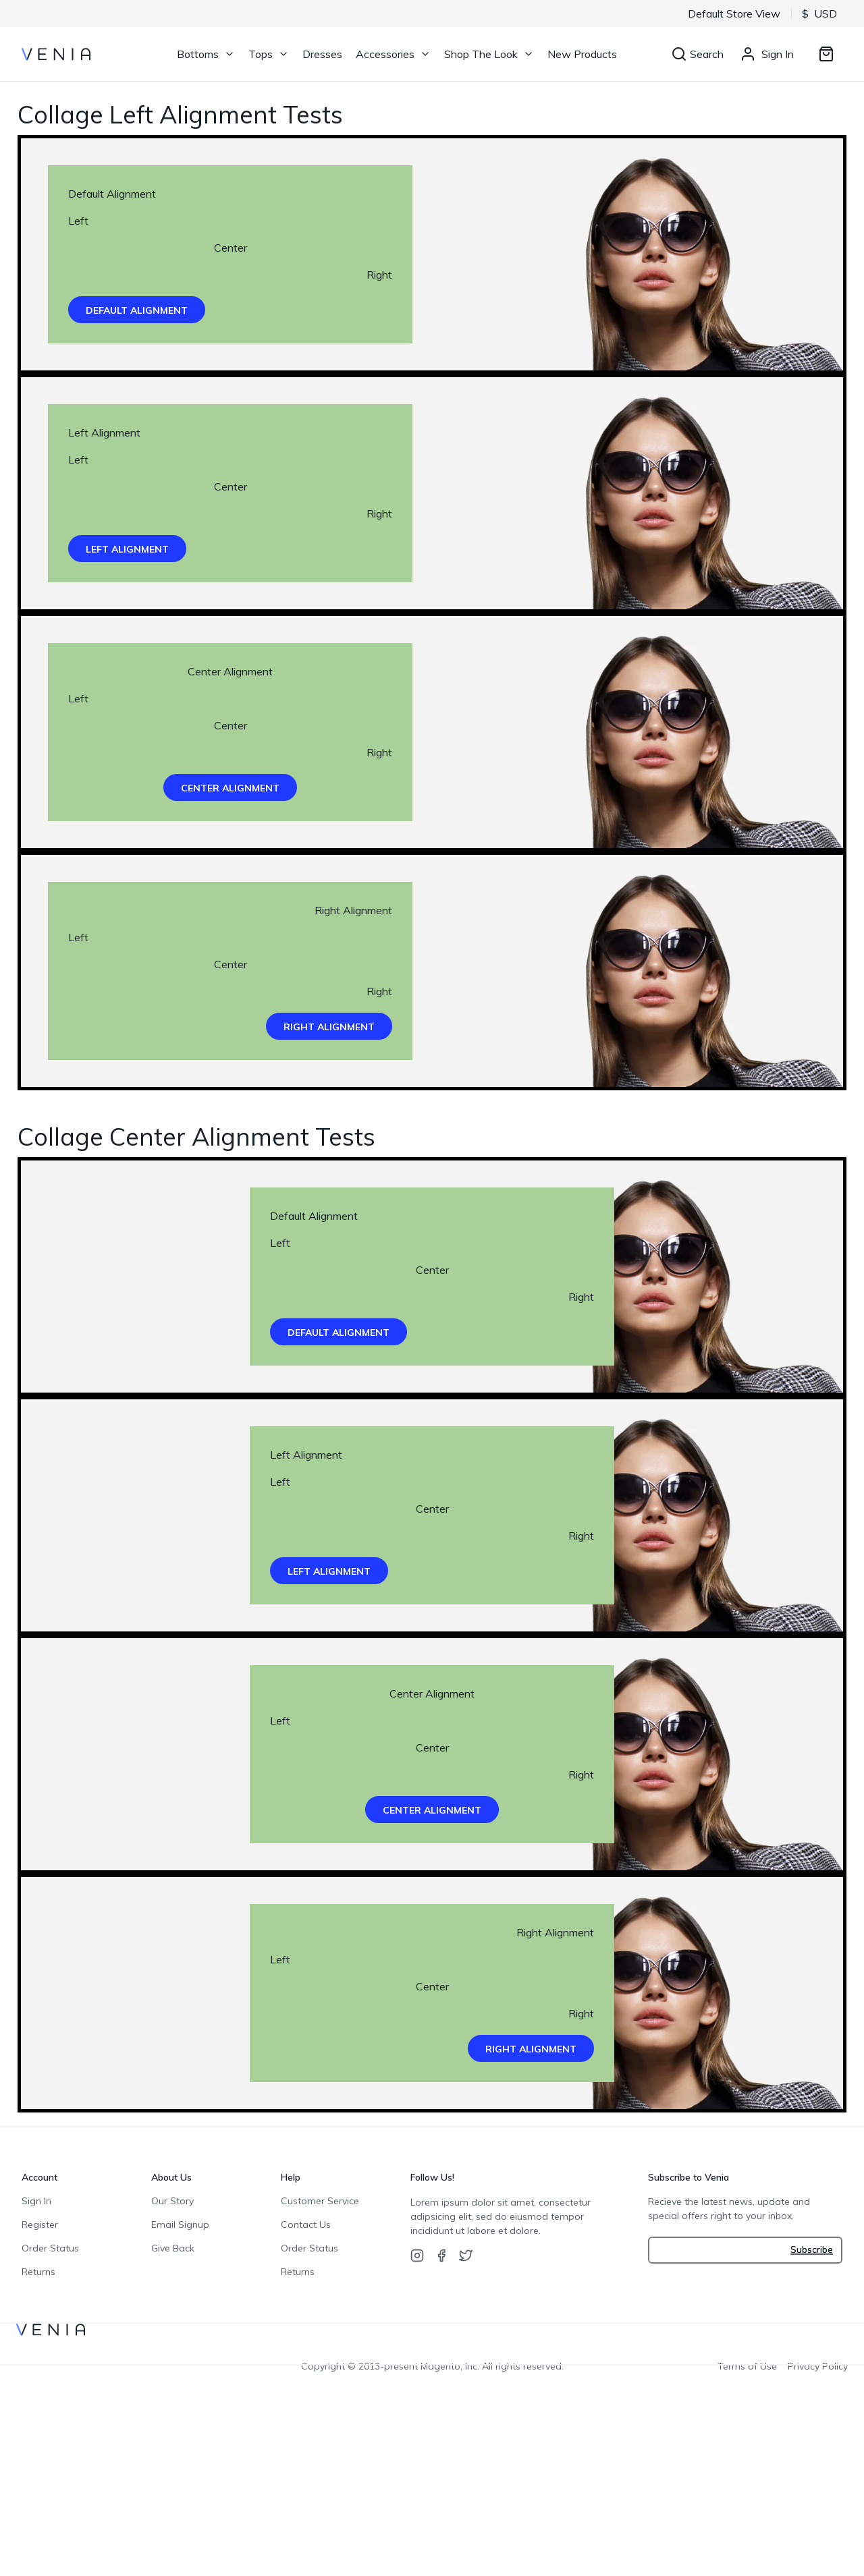 Default Store View $ USD
VENIA Bottoms Tops Dresses Accessories Shop The Look New Products Search Sign In
Collage Left Alignment Tests
Default Alignment
Left
Center
Right
DEFAULT ALIGNMENT
Left Alignment
Left
Center
Right
LEFT ALIGNMENT
Center Alignment
Left
Center
Right
CENTER ALIGNMENT
Right Alignment
Left
Center
Right
RIGHT ALIGNMENT
Collage Center Alignment Tests
Default Alignment
Left
Center
Right
DEFAULT ALIGNMENT
Left Alignment
Left
Center
Right
LEFT ALIGNMENT
Center Alignment
Left
Center
Right
CENTER ALIGNMENT
Right Alignment
Left
Center
Right
RIGHT ALIGNMENT
Account
Sign In
Register
Order Status
Returns
About Us
Our Story
Email Signup
Give Back
Help
Customer Service
Contact Us
Order Status
Returns
Follow Us!
Lorem ipsum dolor sit amet, consectetur
adipsicing elit, sed do eiusmod tempor
incididunt ut labore et dolore.
Subscribe to Venia
Recieve the latest news, update and
special offers right to your inbox.
Subscribe
VENIA
Copyright © 2013-present Magento, Inc. All rights reserved.
Terms of Use Privacy Policy